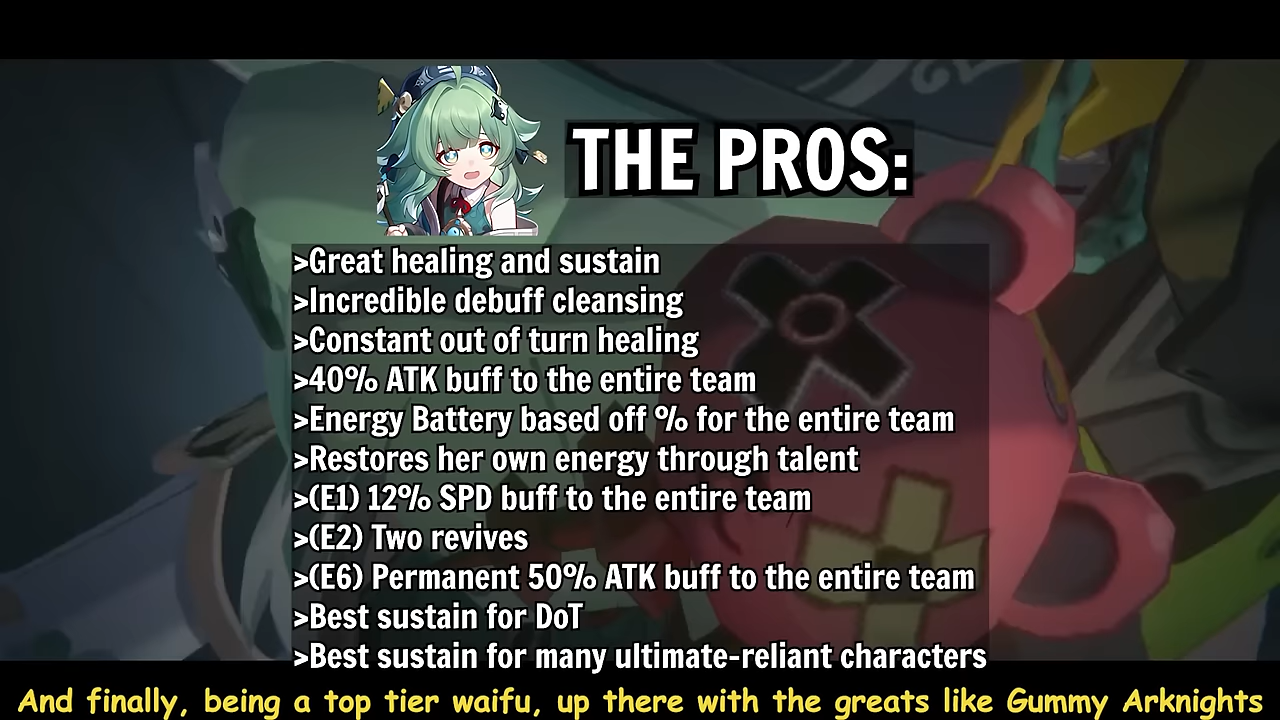 THE PROS:
>Great healing and sustain
>Incredible debuff cleansing
>Constant out of turn healing
>40% ATK buff to the entire team
>Energy Battery based off % for the entire team
>Restores her own energy through talent
>(E1) 12% SPD buff to the entire team
>(E2) Two revives
>(E6) Permanent 50% ATK buff to the entire team
>Best sustain for DoT
>Best sustain for many ultimate-reliant characters
And finally, being a top tier waifu, up there with the greats like Gummy Arknights